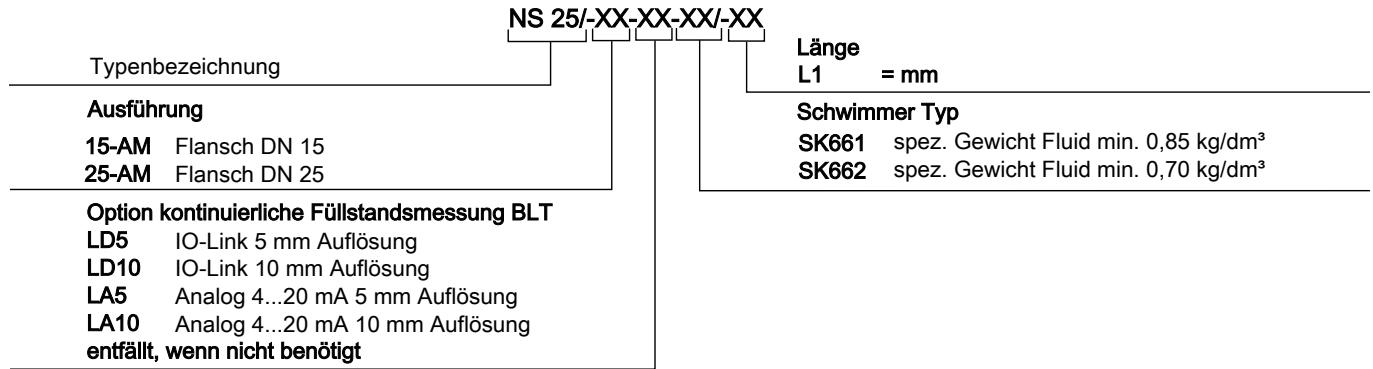 NS 25/-XX-XX-XX/-XX
Typenbezeichnung
Ausführung
15-AM Flansch DN 15
25-AM Flansch DN 25
Option kontinuierliche Füllstandsmessung BLT
LD5 IO-Link 5 mm Auflösung
LD10 IO-Link 10 mm Auflösung
LA5 Analog 4...20 mA 5 mm Auflösung
LA10 Analog 4...20 mA 10 mm Auflösung
entfällt, wenn nicht benötigt
Länge
L1 = mm
Schwimmer Typ
SK661 spez. Gewicht Fluid min. 0,85 kg/dm³
SK662 spez. Gewicht Fluid min. 0,70 kg/dm³